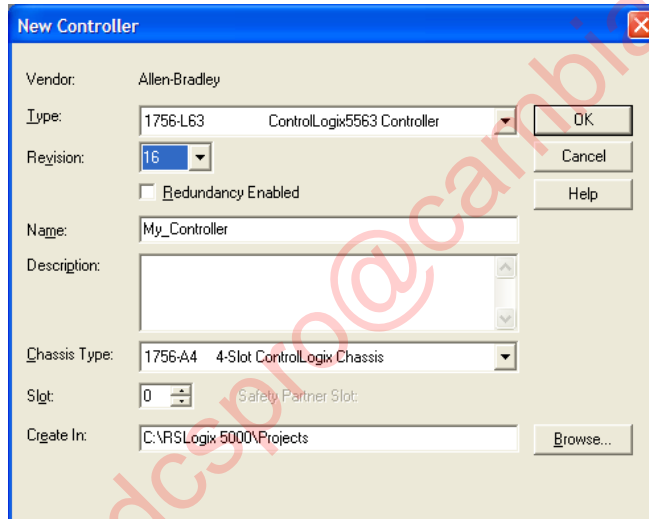 New Controller
Vendor: Allen-Bradley
Type: 1756-L63 ControlLogix5563 Controller OK
Revision: 16 Cancel
Redundancy Enabled Help
Name: My_Controller
Description:
Chassis Type: 1756-A4 4-Slot ControlLogix Chassis
Slot: 0 Safety Partner Slot:
Create In: C:\RSLogix 5000\Projects Browse...
dcspro@cambia